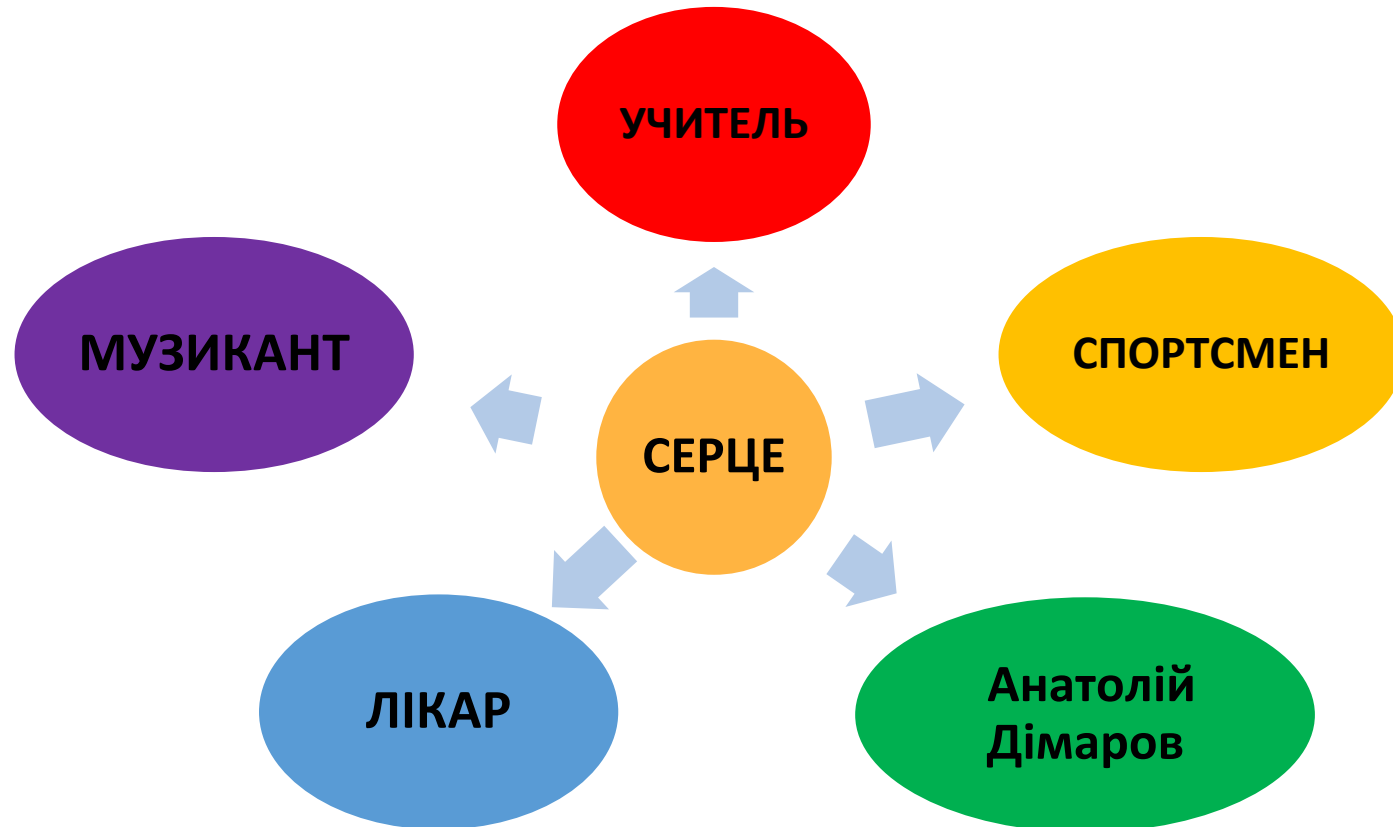 УЧИТЕЛЬ
МУЗИКАНТ
СПОРТСМЕН
СЕРЦЕ
ЛІКАР
Анатолій
Дімаров